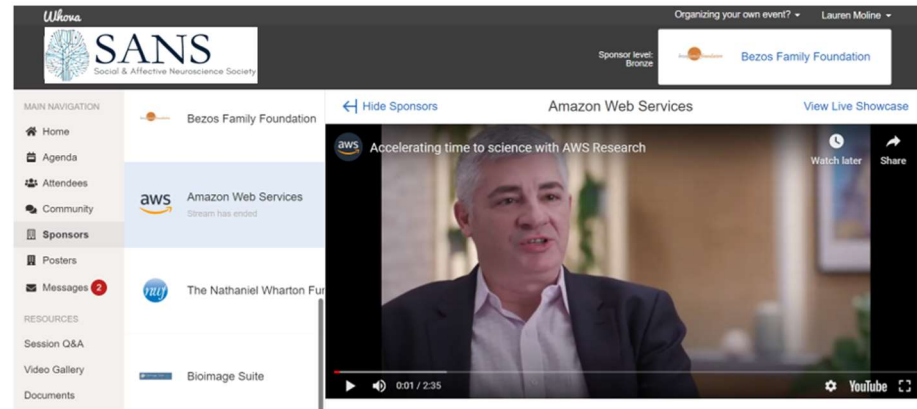 Whova
Organizing your own event?
Lauren Moline
SANS
Social & Affective Neuroscience Society
Sponsor level:
Bronze
Bezos Family Foundation
MAIN NAVIGATION
Home
Agenda
Attendees
Community
Sponsors
Posters
Messages 2
RESOURCES
Session Q&A
Video Gallery
Documents
Bezos Family Foundation
aws
Amazon Web Services
Stream has ended
nwf
The Nathaniel Wharton Fur
Bioimage Suite
Hide Sponsors
Amazon Web Services
View Live Showcase
aws
Accelerating time to science with AWS Research
Watch later
Share
0:01 / 2:35
YouTube